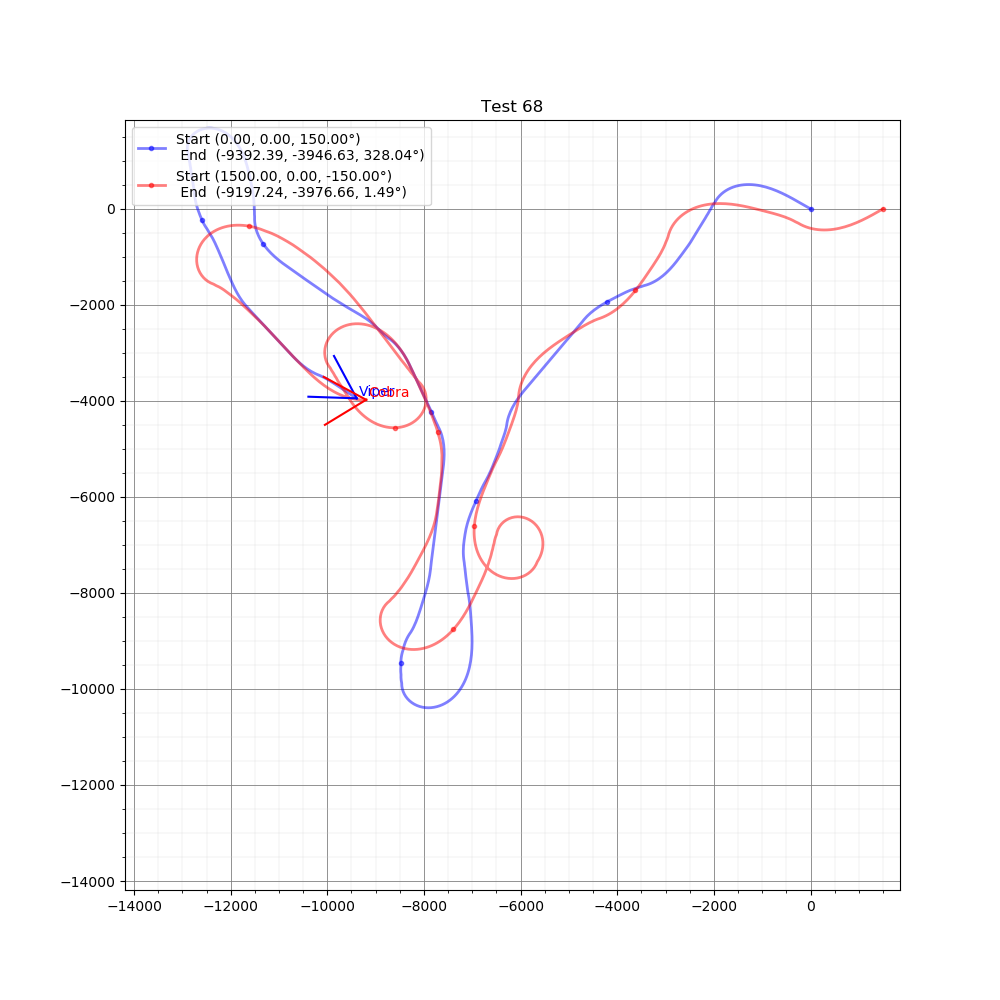 Test 68
Start (0.00, 0.00, 150.00°)
End (-9392.39, -3946.63, 328.04°)
Start (1500.00, 0.00, -150.00°)
End (-9197.24, -3976.66, 1.49°)
0
−2000
−4000
−6000
−8000
−10000
−12000
−14000
Viper
Cobra
−14000 −12000 −10000 −8000 −6000 −4000 −2000 0